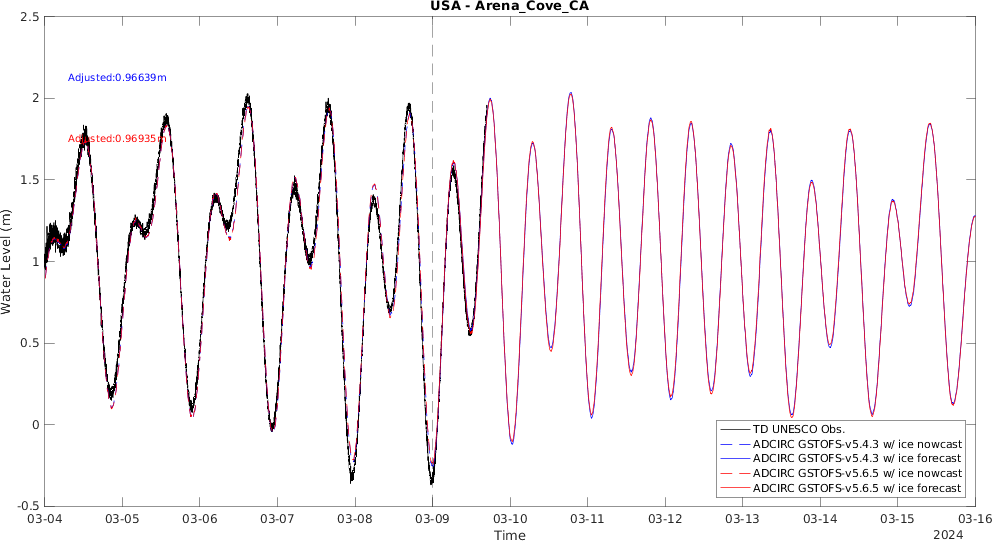 USA - Arena_Cove_CA
2.5
2
1.5
1
0.5
0
-0.5
Water Level (m)
Adjusted:0.96639m
Adjusted:0.96935m
TD UNESCO Obs.
ADCIRC GSTOFS-v5.4.3 w/ ice nowcast
ADCIRC GSTOFS-v5.4.3 w/ ice forecast
ADCIRC GSTOFS-v5.6.5 w/ ice nowcast
ADCIRC GSTOFS-v5.6.5 w/ ice forecast
03-04 03-05 03-06 03-07 03-08 03-09 03-10 03-11 03-12 03-13 03-14 03-15 03-16
Time
2024